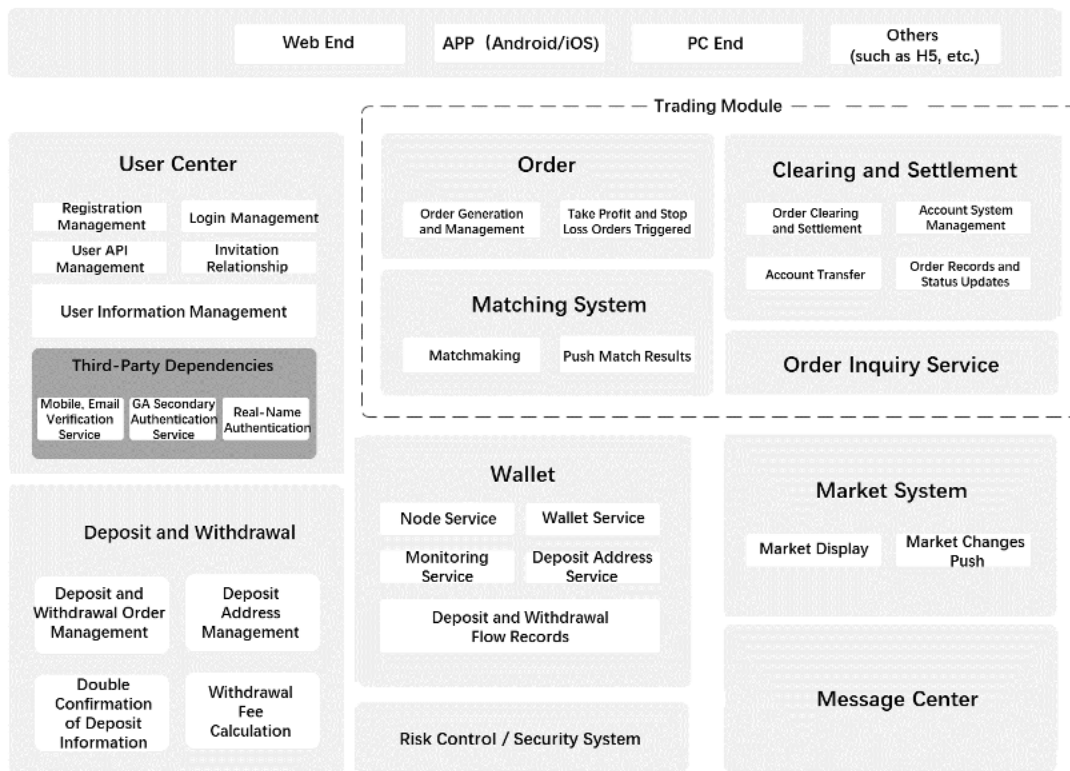 Web End
APP（Android/iOS)
PC End
Others
(such as H5, etc.)
Trading Module
User Center
Registration
Management
Login Management
User API
Management
Invitation
Relationship
User Information Management
Third-Party Dependencies
Mobile, Email
Verification
Service
GA Secondary
Authentication
Service
Real-Name
Authentication
Order
Order Generation
and Management
Take Profit and Stop
Loss Orders Triggered
Matching System
Matchmaking
Push Match Results
Clearing and Settlement
Order Clearing
and Settlement
Account System
Management
Account Transfer
Order Records and
Status Updates
Order Inquiry Service
Deposit and Withdrawal
Deposit and
Withdrawal Order
Management
Deposit
Address
Management
Double
Confirmation
of Deposit
Information
Withdrawal
Fee
Calculation
Wallet
Node Service
Wallet Service
Monitoring
Service
Deposit Address
Service
Deposit and Withdrawal
Flow Records
Risk Control / Security System
Market System
Market Display
Market Changes
Push
Message Center